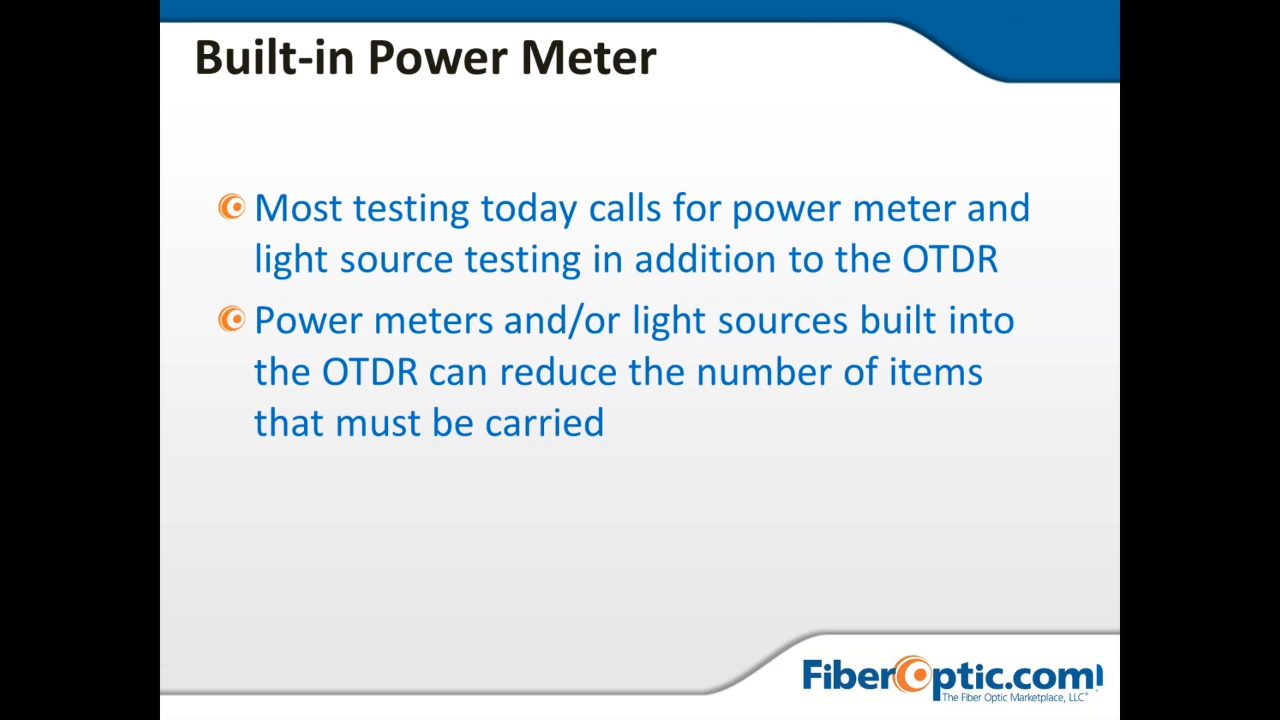 Built-in Power Meter
Most testing today calls for power meter and
light source testing in addition to the OTDR
Power meters and/or light sources built into
the OTDR can reduce the number of items
that must be carried
FiberOptic.com
The Fiber Optic Marketplace, LLC